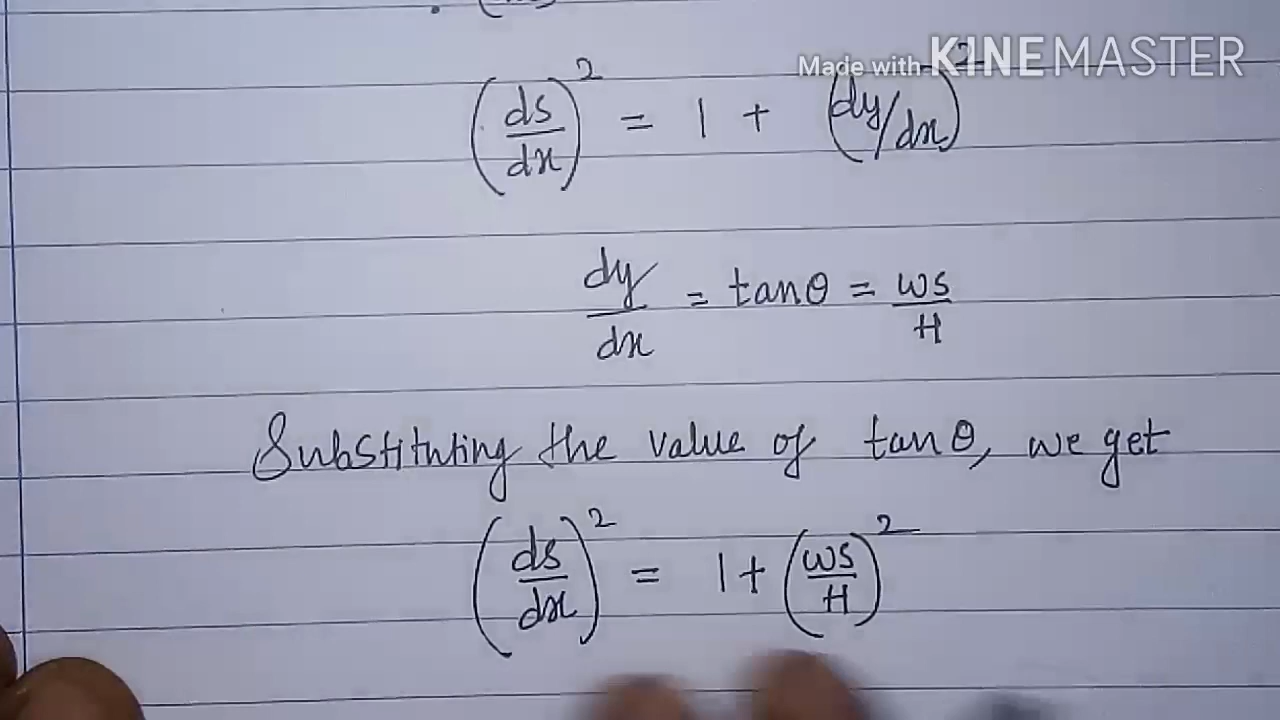 Made with KINEMASTER
(ds/dx)² = 1 + (dy/dx)²
dy/dx = tanθ = ws/H
Substituting the value of tanθ, we get
(ds/dx)² = 1 + (ws/H)²